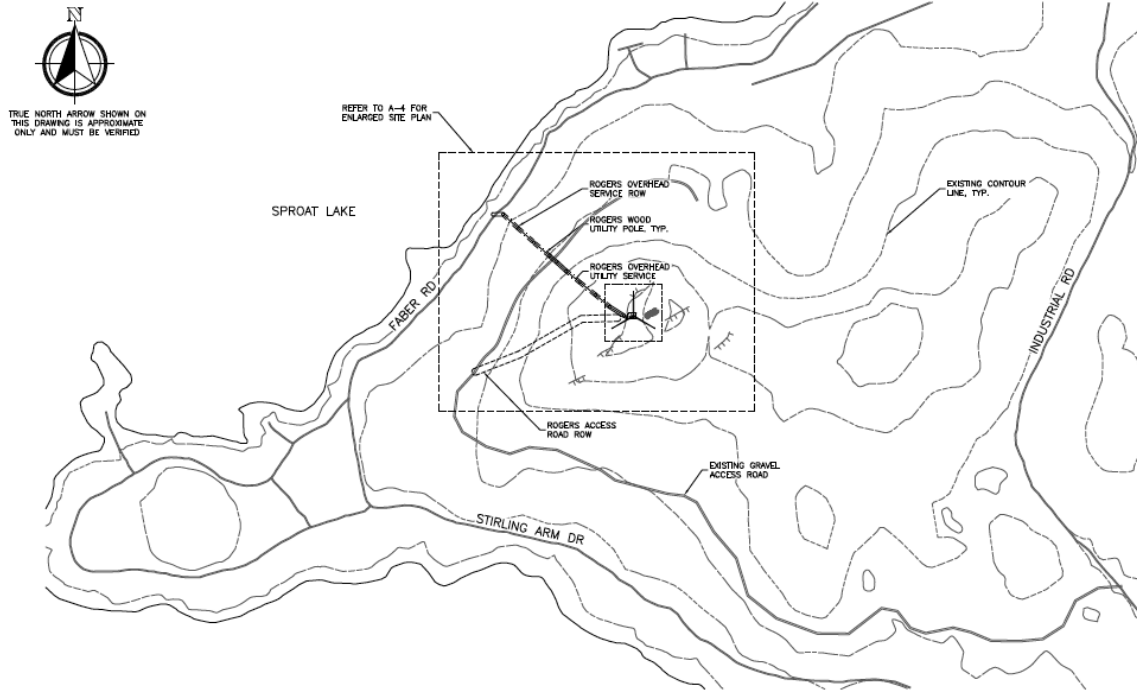 N
TRUE NORTH ARROW SHOWN ON
THIS DRAWING IS APPROXIMATE
ONLY AND MUST BE VERIFIED
REFER TO A-4 FOR
ENLARGED SITE PLAN
SPROAT LAKE
ROGERS OVERHEAD
SERVICE ROW
ROGERS WOOD
UTILITY POLE, TYP.
ROGERS OVERHEAD
UTILITY SERVICE
EXISTING CONTOUR
LINE, TYP.
FABER RD
INDUSTRIAL RD
ROGERS ACCESS
ROAD ROW
EXISTING GRAVEL
ACCESS ROAD
STIRLING ARM DR